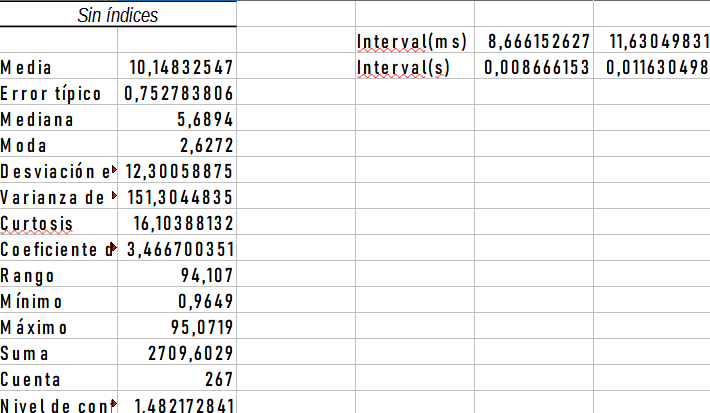 Sin índices
Interval(ms) 8,666152627 11,63049831
Media 10,14832547 Interval(s) 0,008666153 0,011630498
Error típico 0,752783806
Mediana 5,6894
Moda 2,6272
Desviación e 12,30058875
Varianza de 151,3044835
Curtosis 16,10388132
Coeficiente d 3,466700351
Rango 94,107
Mínimo 0,9649
Máximo 95,0719
Suma 2709,6029
Cuenta 267
Nivel de conf 1,482172841